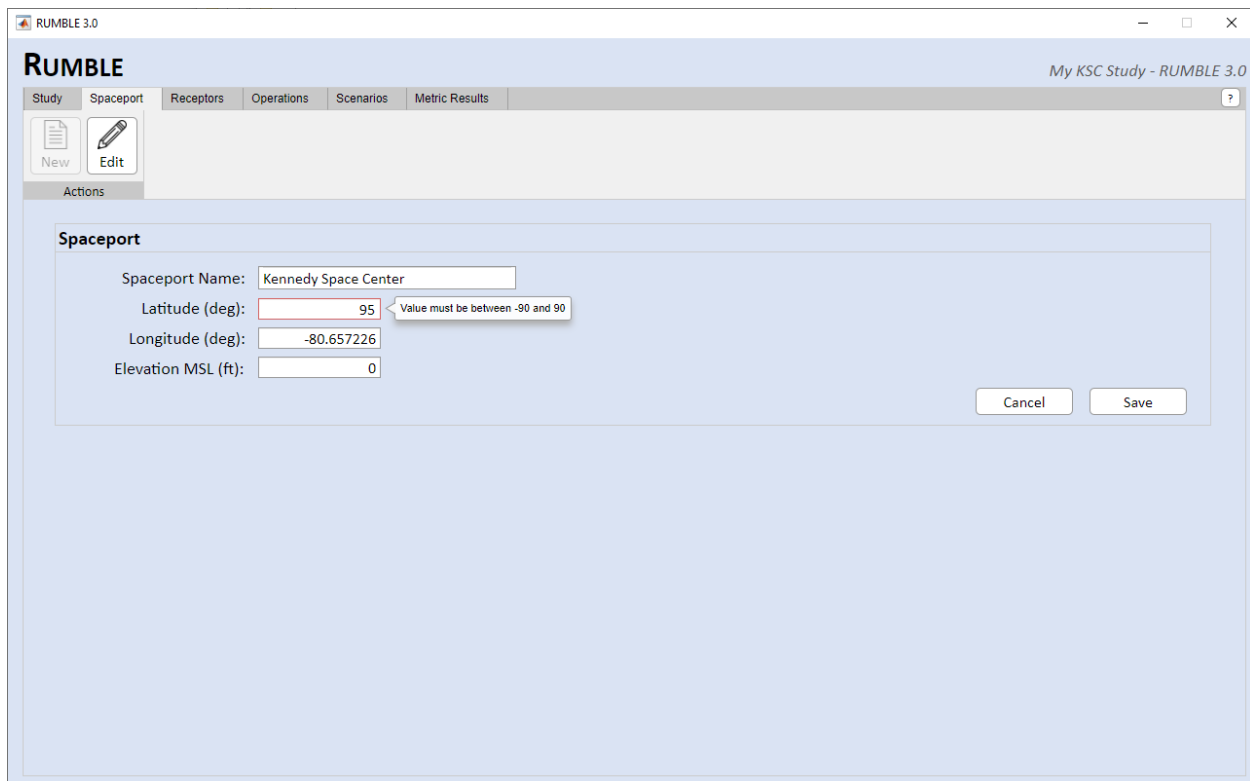 RUMBLE 3.0
RUMBLE
My KSC Study - RUMBLE 3.0
Study Spaceport Receptors Operations Scenarios Metric Results ?
New Edit
Actions
Spaceport
Spaceport Name: Kennedy Space Center
Latitude (deg): 95 Value must be between -90 and 90
Longitude (deg): -80.657226
Elevation MSL (ft): 0
Cancel Save